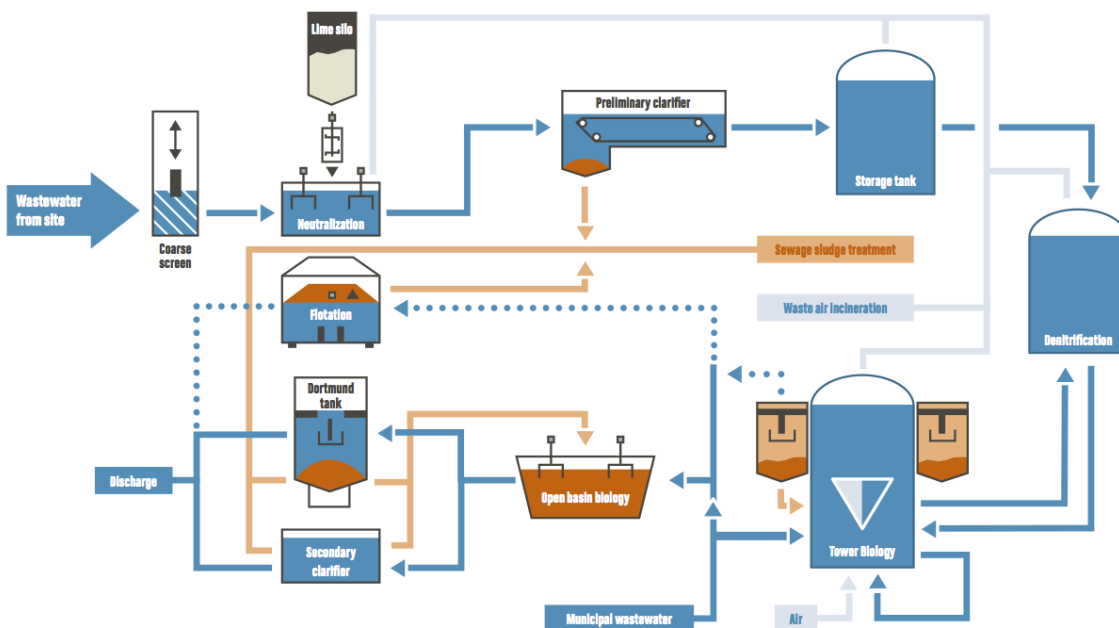 Lime silo
Preliminary clarifier
Wastewater
from site
Storage tank
Neutralization
Coarse
screen
Sewage sludge treatment
Waste air incineration
Flotation
Denitrification
Dortmund
tank
Discharge
Open basin biology
Secondary
clarifier
Tower Biology
Municipal wastewater
Air